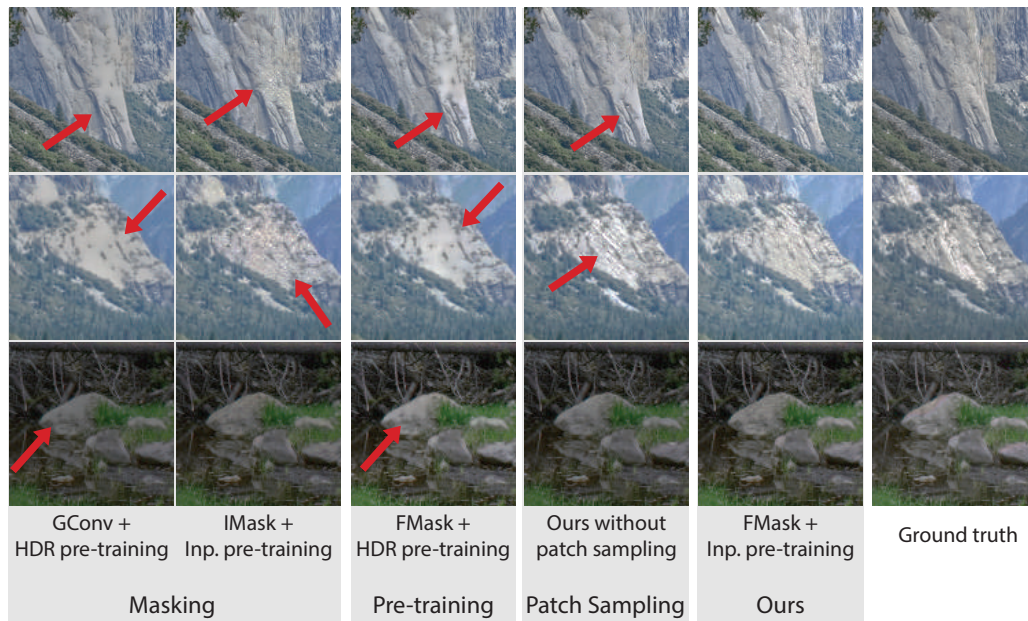 GConv +
HDR pre-training
IMask +
Inp. pre-training
FMask +
HDR pre-training
Ours without
patch sampling
FMask +
Inp. pre-training
Ground truth
Masking
Pre-training
Patch Sampling
Ours